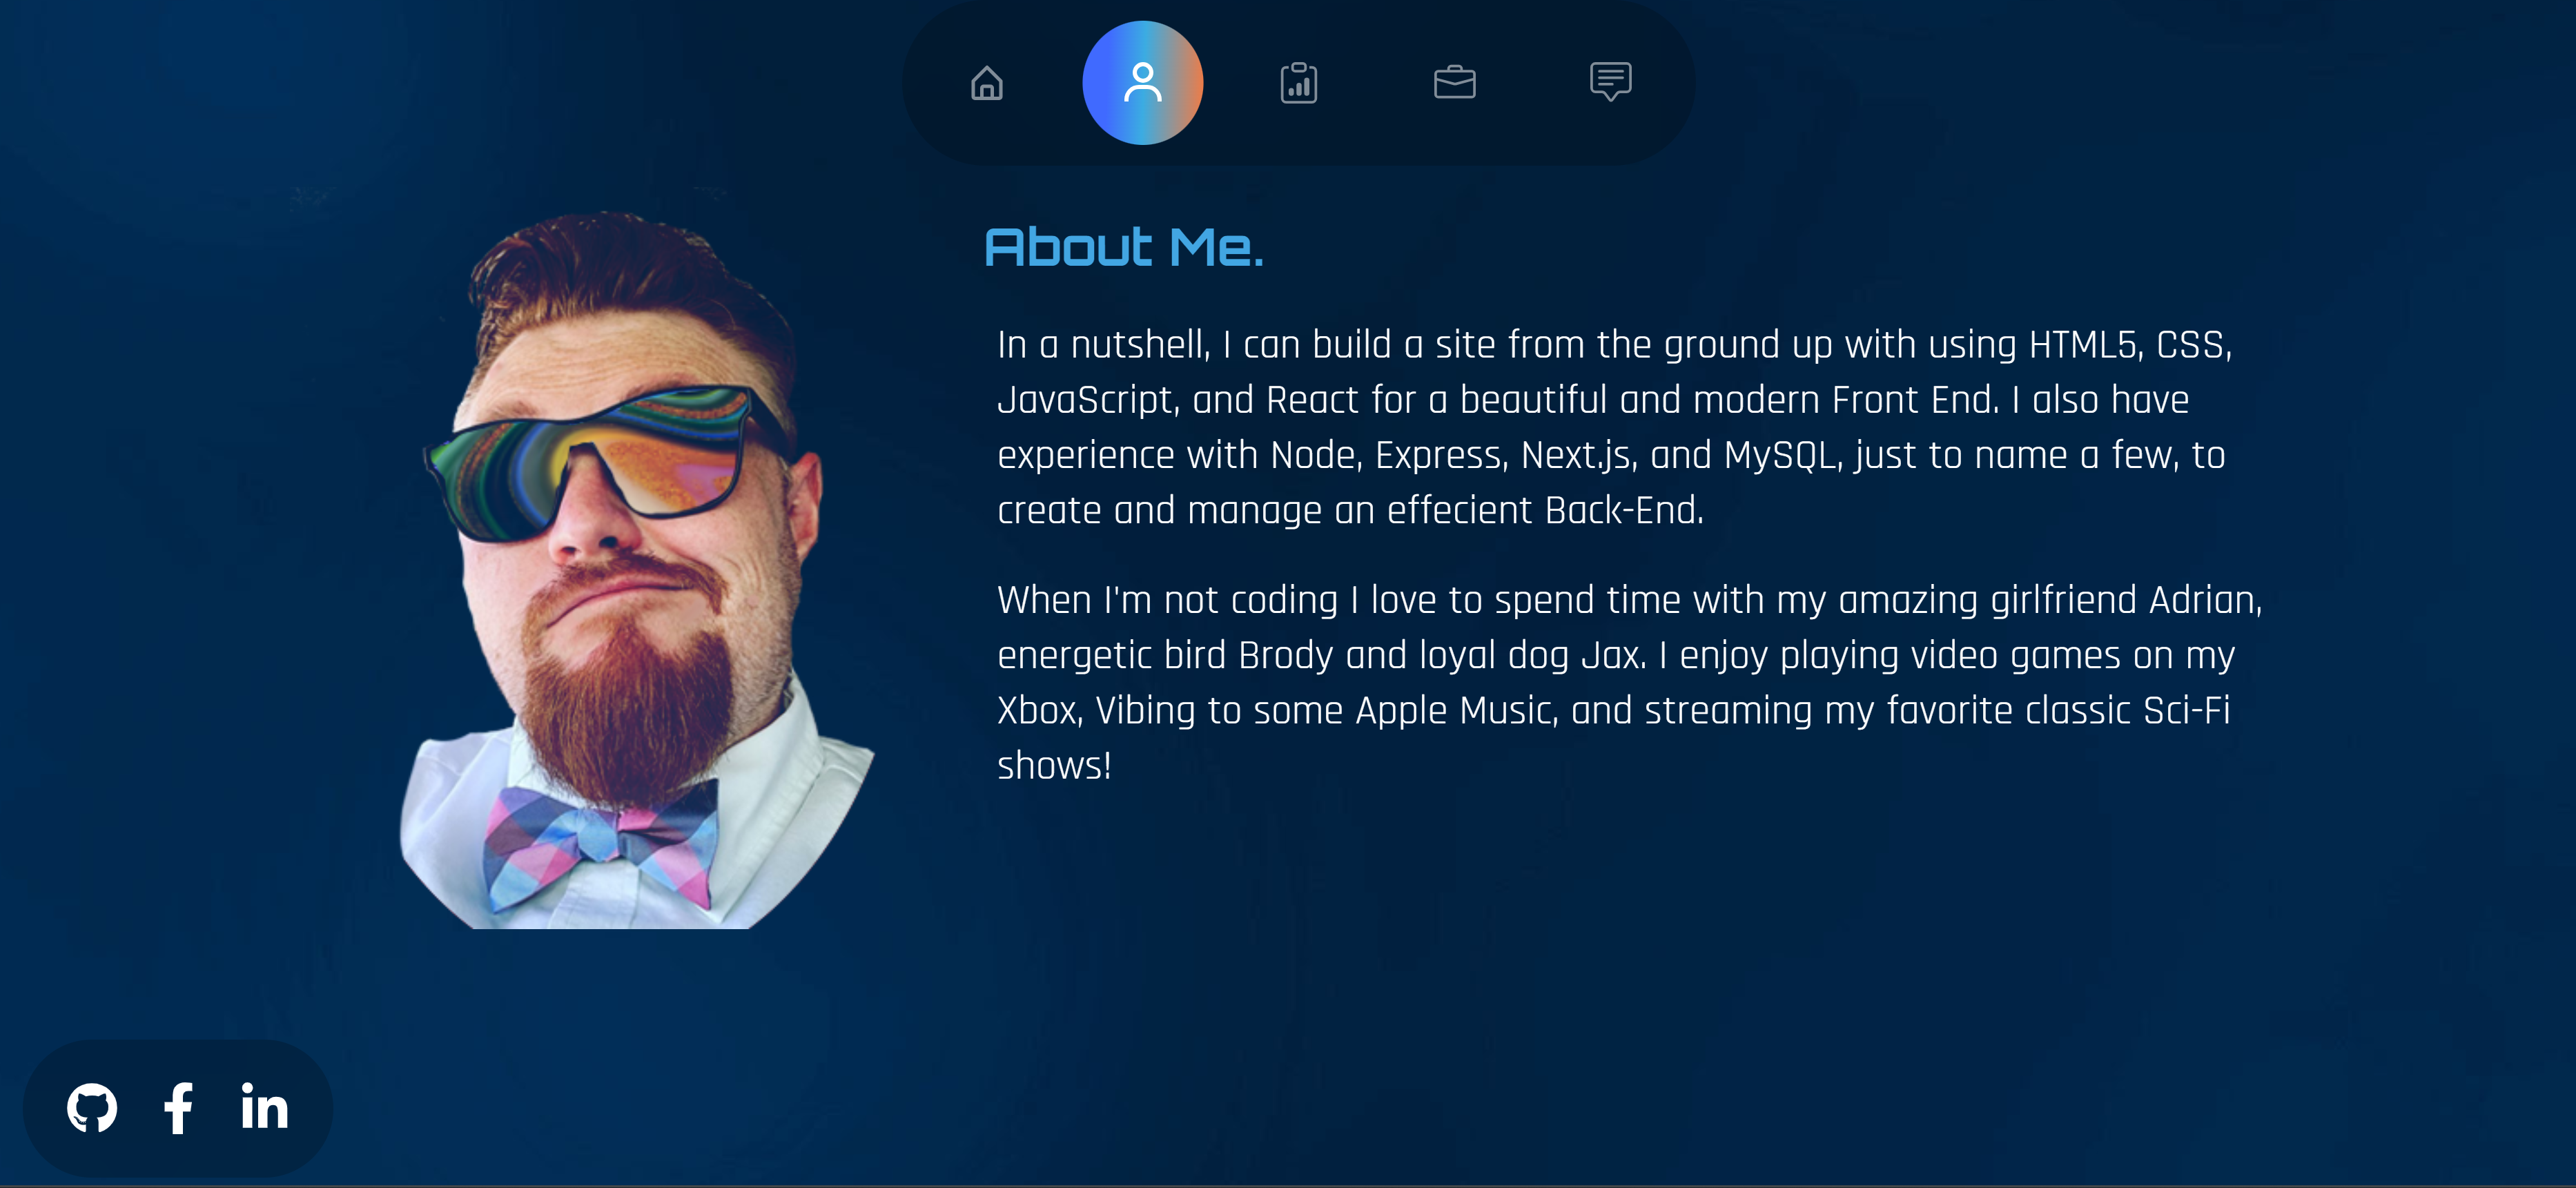 About Me.
In a nutshell, I can build a site from the ground up with using HTML5, CSS,
JavaScript, and React for a beautiful and modern Front End. I also have
experience with Node, Express, Next.js, and MySQL, just to name a few, to
create and manage an effecient Back-End.
When I'm not coding I love to spend time with my amazing girlfriend Adrian,
energetic bird Brody and loyal dog Jax. I enjoy playing video games on my
Xbox, Vibing to some Apple Music, and streaming my favorite classic Sci-Fi
shows!